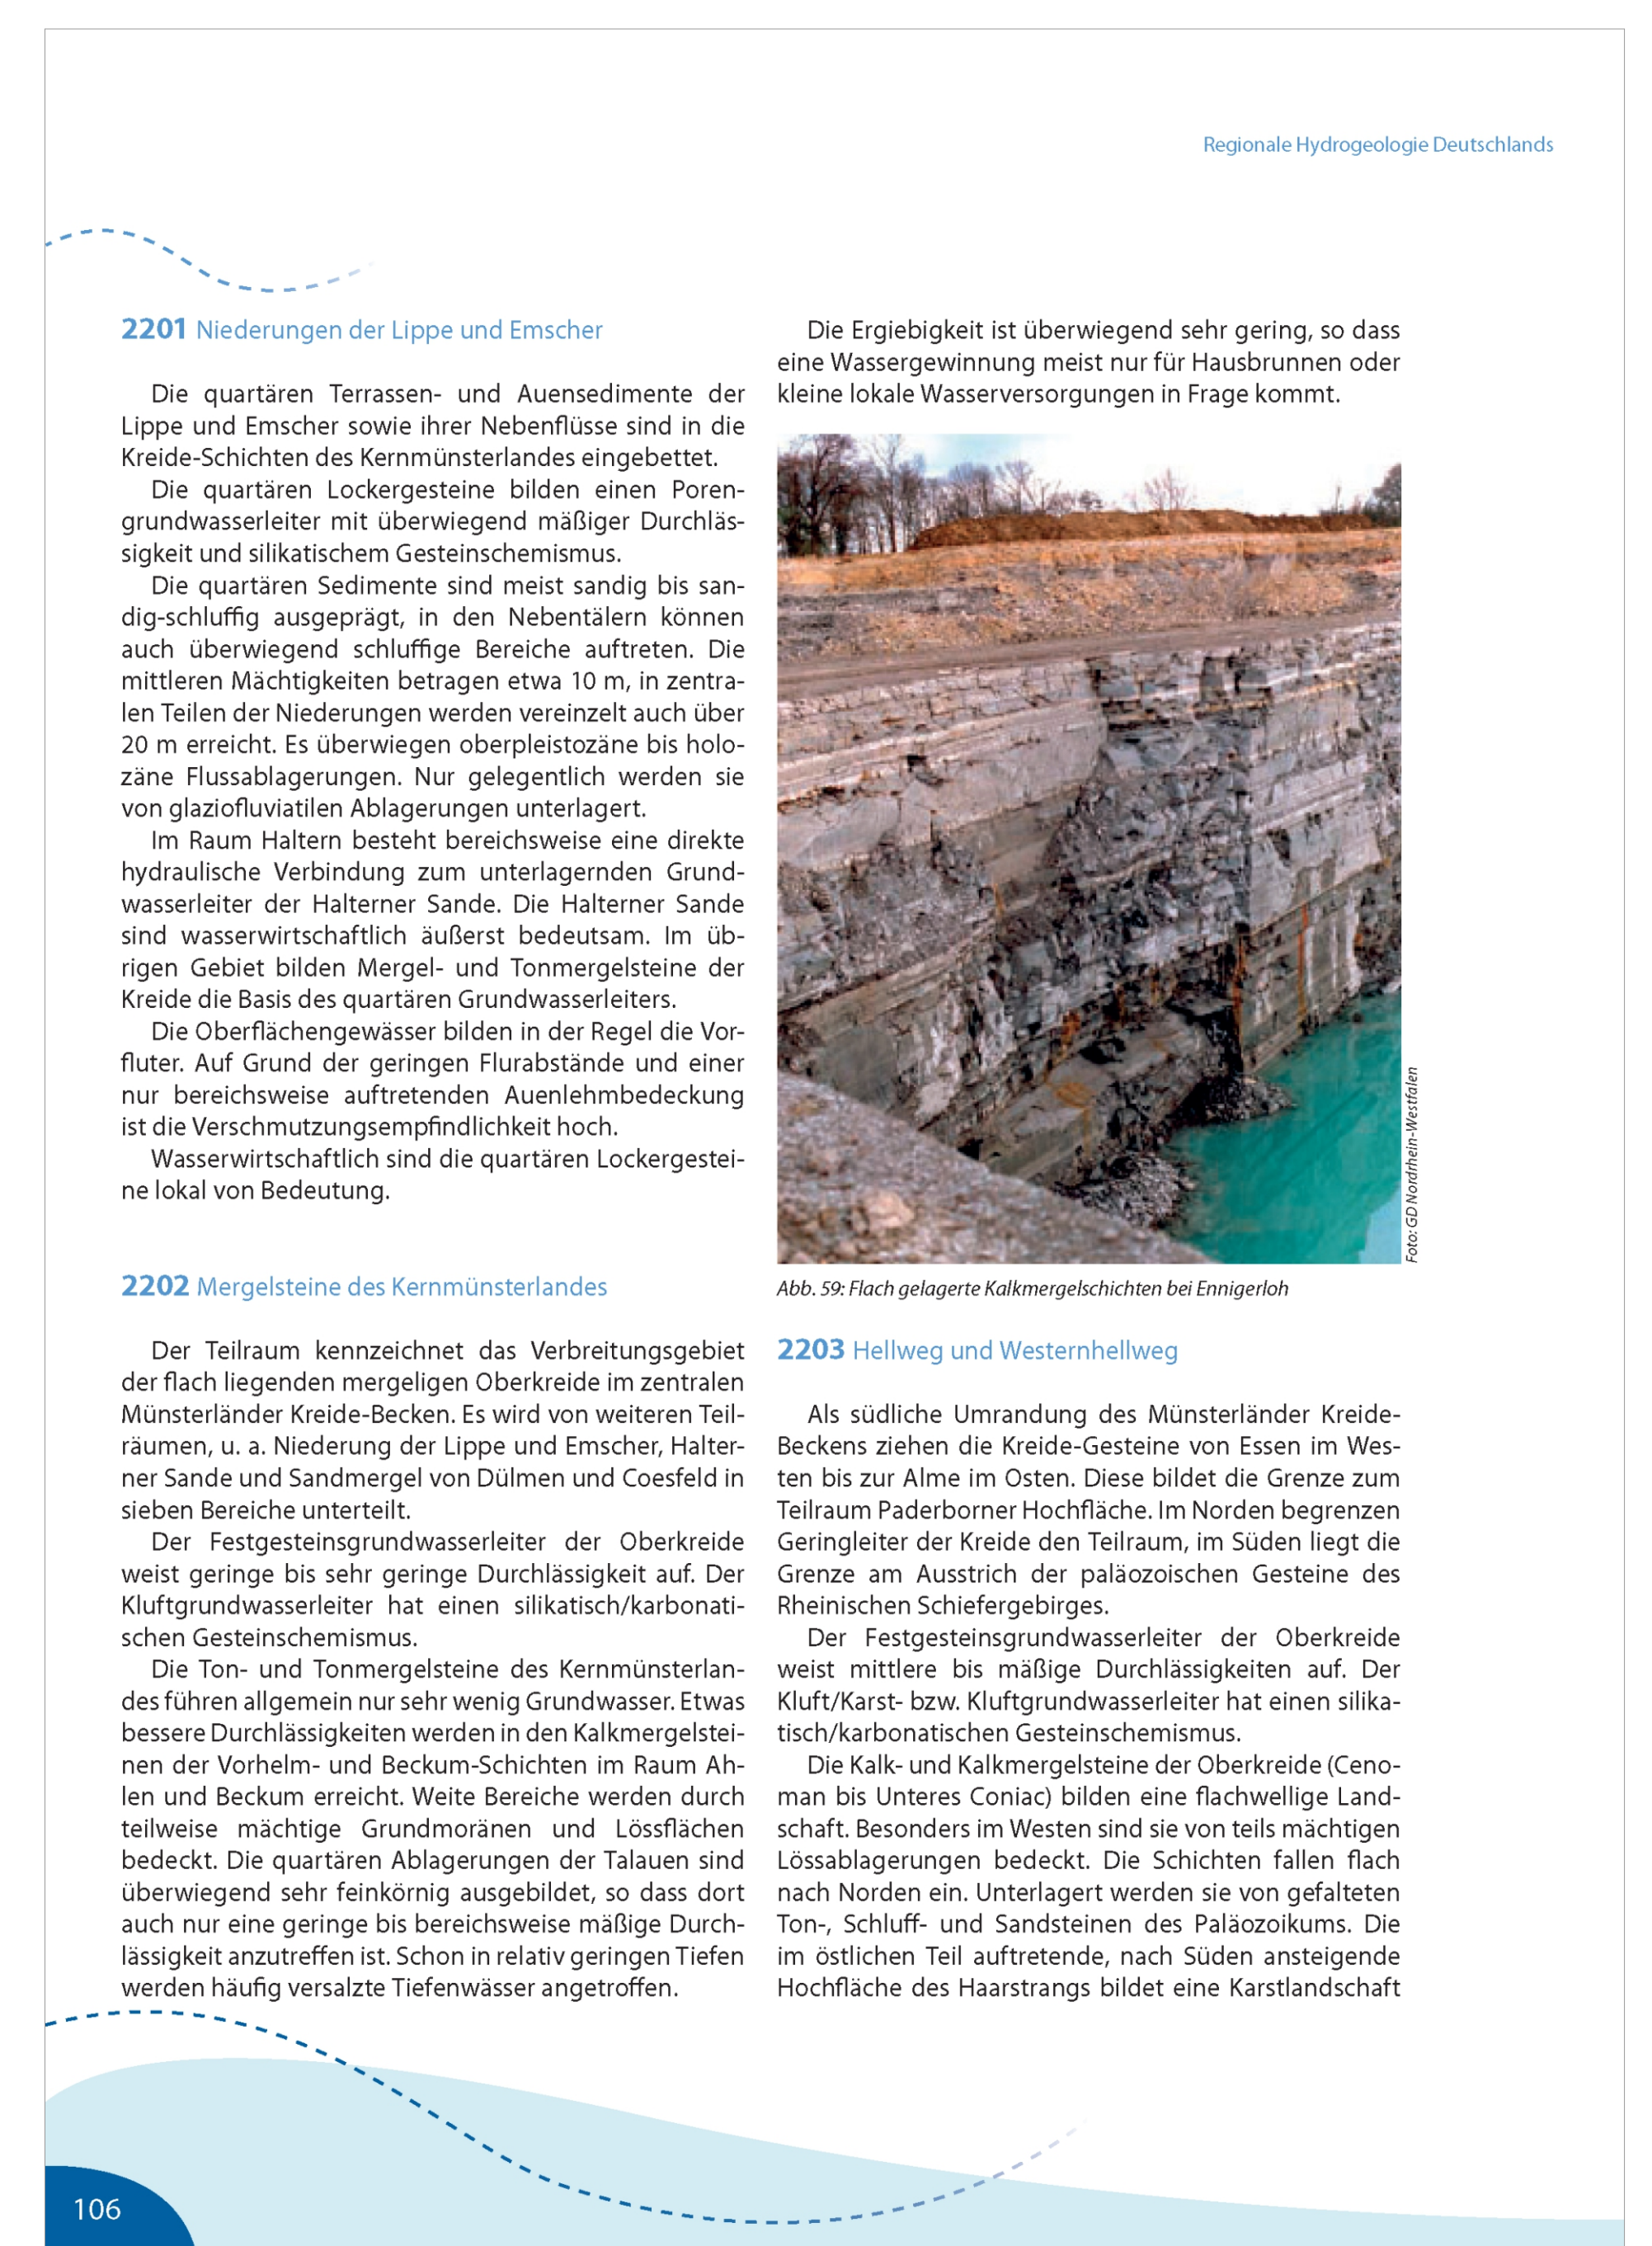 Regionale Hydrogeologie Deutschlands
2201 Niederungen der Lippe und Emscher
Die quartären Terrassen- und Auensedimente der
Lippe und Emscher sowie ihrer Nebenflüsse sind in die
Kreide-Schichten des Kernmünsterlandes eingebettet.
Die quartären Lockergesteine bilden einen Poren-
grundwasserleiter mit überwiegend mäßiger Durchläs-
sigkeit und silikatischem Gesteinschemismus.
Die quartären Sedimente sind meist sandig bis san-
dig-schluffig ausgeprägt, in den Nebentälern können
auch überwiegend schluffige Bereiche auftreten. Die
mittleren Mächtigkeiten betragen etwa 10 m, in zentra-
len Teilen der Niederungen werden vereinzelt auch über
20 m erreicht. Es überwiegen oberpleistozäne bis holo-
zäne Flussablagerungen. Nur gelegentlich werden sie
von glaziofluviatilen Ablagerungen unterlagert.
Im Raum Haltern besteht bereichsweise eine direkte
hydraulische Verbindung zum unterlagernden Grund-
wasserleiter der Halterner Sande. Die Halterner Sande
sind wasserwirtschaftlich äußerst bedeutsam. Im üb-
rigen Gebiet bilden Mergel- und Tonmergelsteine der
Kreide die Basis des quartären Grundwasserleiters.
Die Oberflächengewässer bilden in der Regel die Vor-
fluter. Auf Grund der geringen Flurabstände und einer
nur bereichsweise auftretenden Auenlehmbedeckung
ist die Verschmutzungsempfindlichkeit hoch.
Wasserwirtschaftlich sind die quartären Lockergestei-
ne lokal von Bedeutung.
2202 Mergelsteine des Kernmünsterlandes
Der Teilraum kennzeichnet das Verbreitungsgebiet
der flach liegenden mergeligen Oberkreide im zentralen
Münsterländer Kreide-Becken. Es wird von weiteren Teil-
räumen, u. a. Niederung der Lippe und Emscher, Halter-
ner Sande und Sandmergel von Dülmen und Coesfeld in
sieben Bereiche unterteilt.
Der Festgesteinsgrundwasserleiter der Oberkreide
weist geringe bis sehr geringe Durchlässigkeit auf. Der
Kluftgrundwasserleiter hat einen silikatisch/karbonati-
schen Gesteinschemismus.
Die Ton- und Tonmergelsteine des Kernmünsterlan-
des führen allgemein nur sehr wenig Grundwasser. Etwas
bessere Durchlässigkeiten werden in den Kalkmergelstei-
nen der Vorhelm- und Beckum-Schichten im Raum Ah-
len und Beckum erreicht. Weite Bereiche werden durch
teilweise mächtige Grundmoränen und Lössflächen
bedeckt. Die quartären Ablagerungen der Talauen sind
überwiegend sehr feinkörnig ausgebildet, so dass dort
auch nur eine geringe bis bereichsweise mäßige Durch-
lässigkeit anzutreffen ist. Schon in relativ geringen Tiefen
werden häufig versalzte Tiefenwässer angetroffen.
Die Ergiebigkeit ist überwiegend sehr gering, so dass
eine Wassergewinnung meist nur für Hausbrunnen oder
kleine lokale Wasserversorgungen in Frage kommt.
Foto: GD Nordrhein-Westfalen
Abb. 59: Flach gelagerte Kalkmergelschichten bei Ennigerloh
2203 Hellweg und Westernhellweg
Als südliche Umrandung des Münsterländer Kreide-
Beckens ziehen die Kreide-Gesteine von Essen im Wes-
ten bis zur Alme im Osten. Diese bildet die Grenze zum
Teilraum Paderborner Hochfläche. Im Norden begrenzen
Geringleiter der Kreide den Teilraum, im Süden liegt die
Grenze am Ausstrich der paläozoischen Gesteine des
Rheinischen Schiefergebirges.
Der Festgesteinsgrundwasserleiter der Oberkreide
weist mittlere bis mäßige Durchlässigkeiten auf. Der
Kluft/Karst- bzw. Kluftgrundwasserleiter hat einen silika-
tisch/karbonatischen Gesteinschemismus.
Die Kalk- und Kalkmergelsteine der Oberkreide (Ceno-
man bis Unteres Coniac) bilden eine flachwellige Land-
schaft. Besonders im Westen sind sie von teils mächtigen
Lössablagerungen bedeckt. Die Schichten fallen flach
nach Norden ein. Unterlagert werden sie von gefalteten
Ton-, Schluff- und Sandsteinen des Paläozoikums. Die
im östlichen Teil auftretende, nach Süden ansteigende
Hochfläche des Haarstrangs bildet eine Karstlandschaft
106